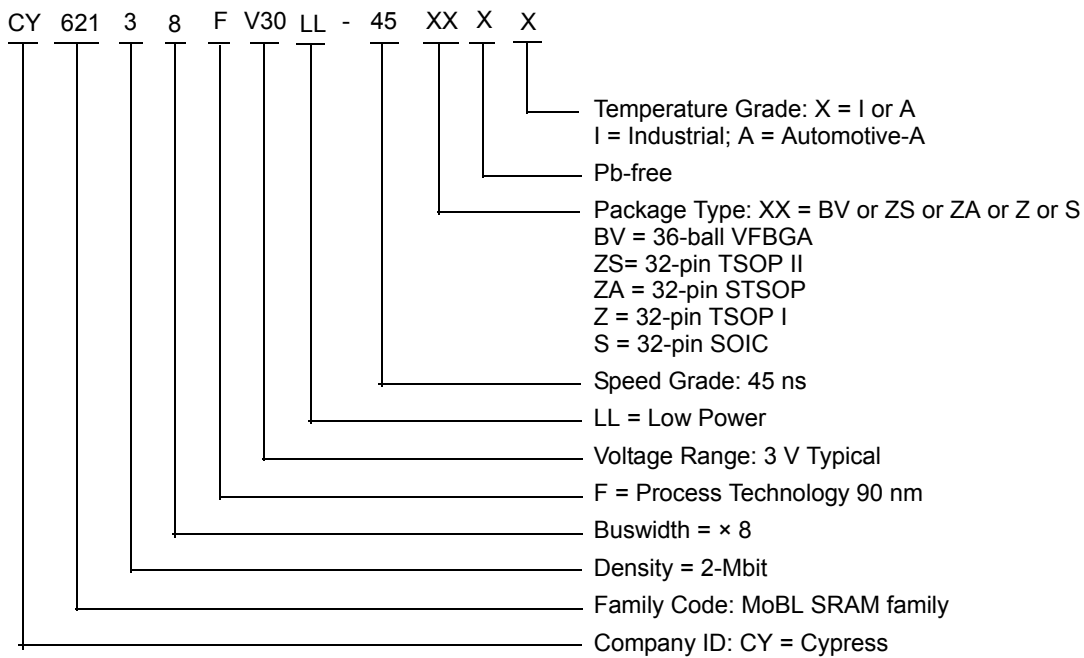 CY 621 3 8 F V30 LL - 45 XX X X
Temperature Grade: X = I or A
I = Industrial; A = Automotive-A
Pb-free
Package Type: XX = BV or ZS or ZA or Z or S
BV = 36-ball VFBGA
ZS= 32-pin TSOP II
ZA = 32-pin STSOP
Z = 32-pin TSOP I
S = 32-pin SOIC
Speed Grade: 45 ns
LL = Low Power
Voltage Range: 3 V Typical
F = Process Technology 90 nm
Buswidth = × 8
Density = 2-Mbit
Family Code: MoBL SRAM family
Company ID: CY = Cypress